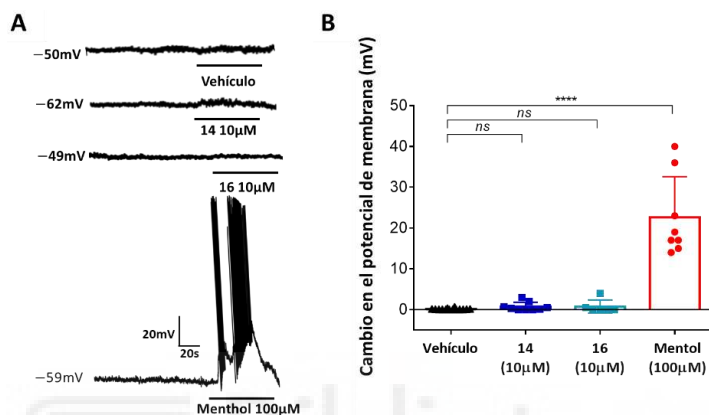 A
−50mV
Vehículo
−62mV
14 10µM
−49mV
16 10µM
20mV
20s
−59mV
Menthol 100µM
B
Cambio en el potencial de membrana (mV)
50
40
30
20
10
0
****
ns
ns
Vehículo 14 16 Mentol
(10µM) (10µM) (100µM)